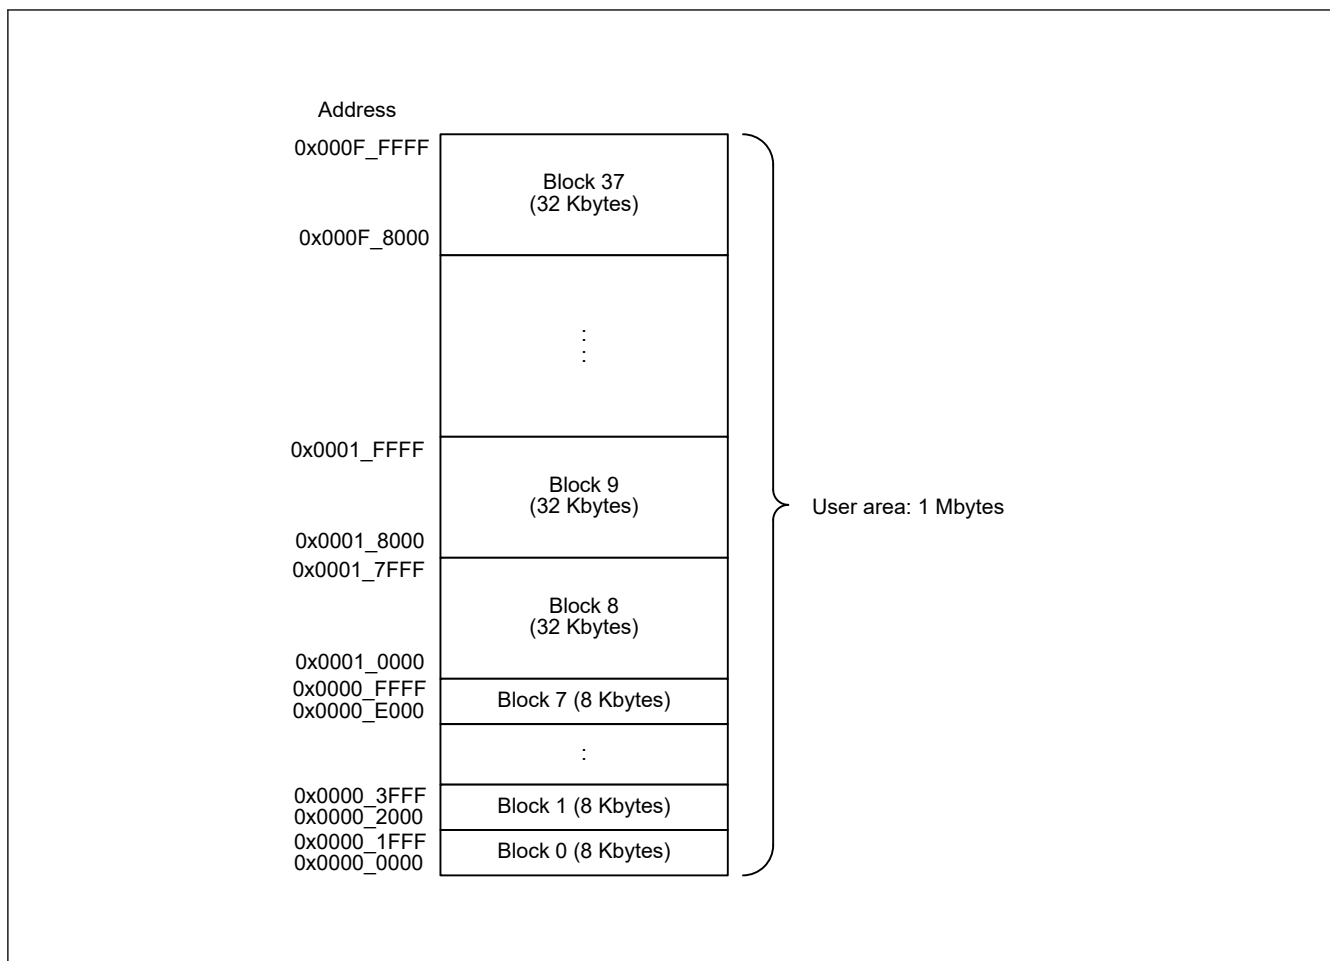 Address
0x000F_FFFF
Block 37
(32 Kbytes)
0x000F_8000
0x0001_FFFF
Block 9
(32 Kbytes)
User area: 1 Mbytes
0x0001_8000
0x0001_7FFF
Block 8
(32 Kbytes)
0x0001_0000
0x0000_FFFF
Block 7 (8 Kbytes)
0x0000_E000
0x0000_3FFF
Block 1 (8 Kbytes)
0x0000_2000
0x0000_1FFF
Block 0 (8 Kbytes)
0x0000_0000